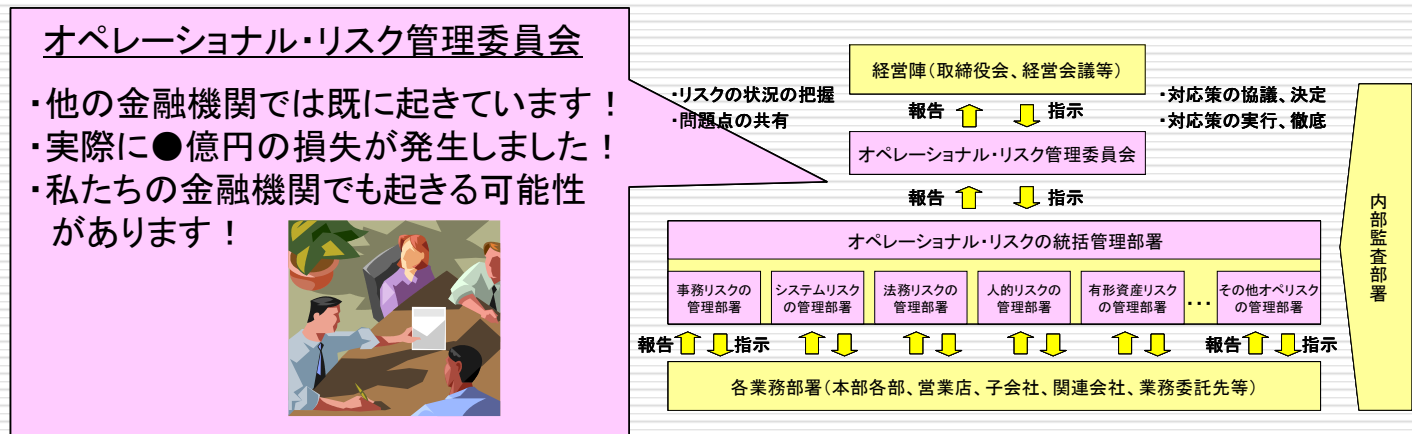 オペレーショナル・リスク管理委員会
・他の金融機関では既に起きています！
・実際に●億円の損失が発生しました！
・私たちの金融機関でも起きる可能性
があります！
経営陣（取締役会、経営会議等）
・リスクの状況の把握
・問題点の共有
報告
指示
・対応策の協議、決定
・対応策の実行、徹底
オペレーショナル・リスク管理委員会
報告
指示
オペレーショナル・リスクの統括管理部署
事務リスクの
管理部署
システムリスク
の管理部署
法務リスクの
管理部署
人的リスクの
管理部署
有形資産リスク
の管理部署
…
その他オペリスク
の管理部署
報告
指示
報告
指示
各業務部署（本部各部、営業店、子会社、関連会社、業務委託先等）
内部監査部署